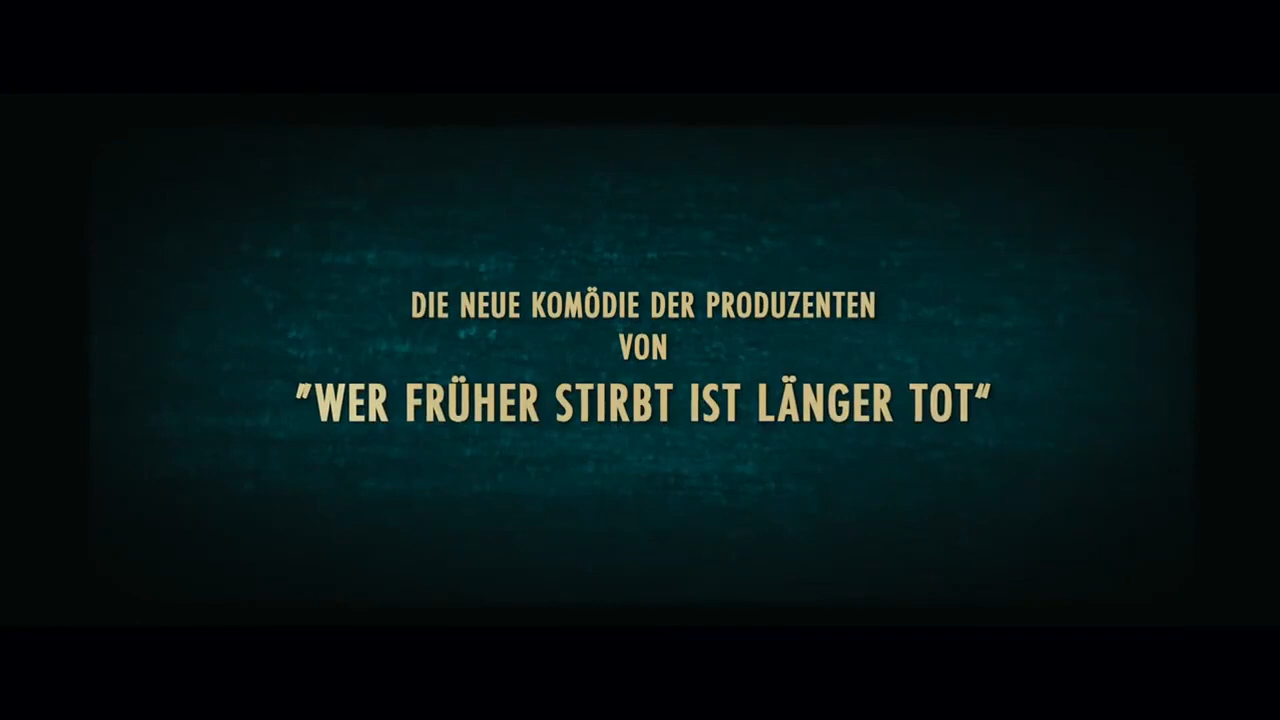 DIE NEUE KOMÖDIE DER PRODUZENTEN
VON
"WER FRÜHER STIRBT IST LÄNGER TOT“